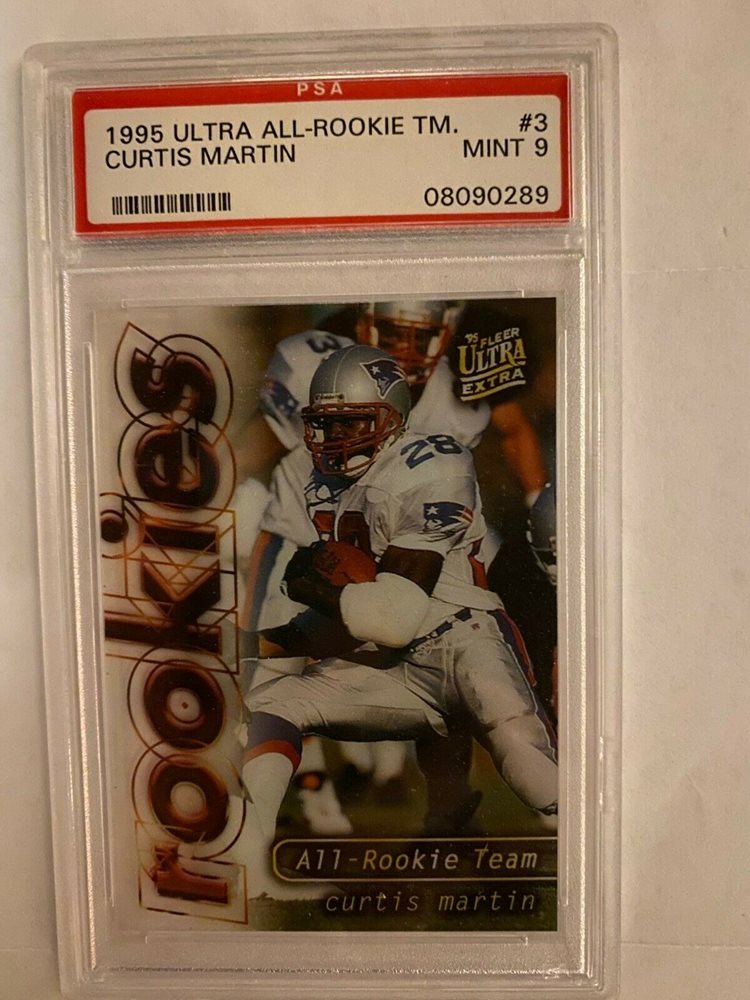 PSA
1995 ULTRA ALL-ROOKIE TM. #3
CURTIS MARTIN MINT 9
08090289
'95 FLEER
ULTRA
EXTRA
rookies
28
All-Rookie Team
curtis martin